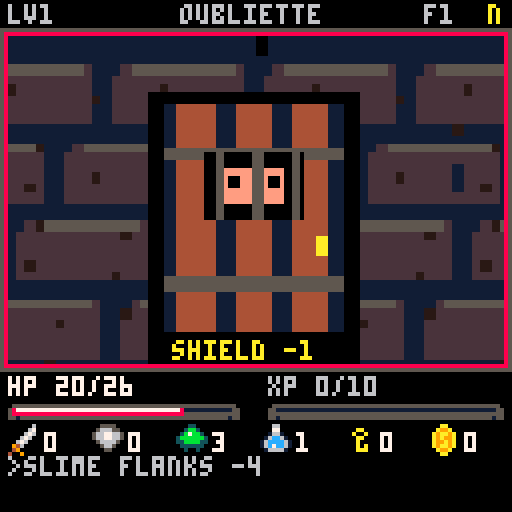 LV1 OUBLIETTE F1 N
SHIELD -1
HP 20/26 XP 0/10
0 0 3 1 0 0
>SLIME FLANKS -4